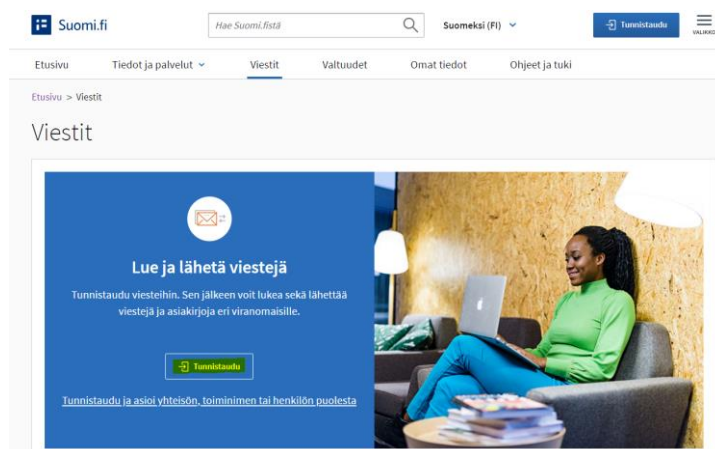 Suomi.fi
Hae Suomi.fistä
Suomeksi (FI)
Tunnistaudu
VALIKKO
Etusivu Tiedot ja palvelut Viestit Valtuudet Omat tiedot Ohjeet ja tuki
Etusivu > Viestit
Viestit
Lue ja lähetä viestejä
Tunnistaudu viesteihin. Sen jälkeen voit lukea sekä lähettää
viestejä ja asiakirjoja eri viranomaisille.
Tunnistaudu
Tunnistaudu ja asioi yhteisön, toiminimen tai henkilön puolesta